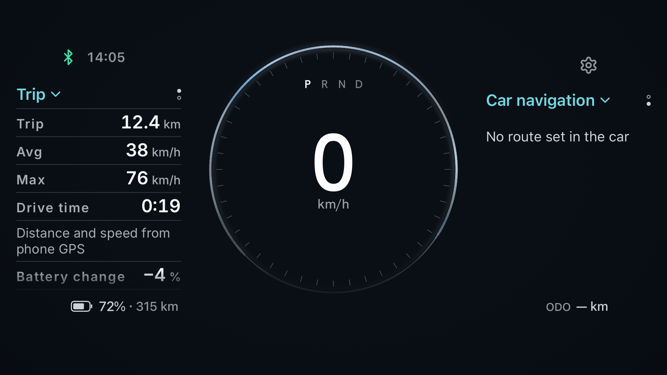 14:05
Trip
Trip 12.4 km
Avg 38 km/h
Max 76 km/h
Drive time 0:19
Distance and speed from
phone GPS
Battery change −4 %
72% · 315 km
P R N D
0
km/h
Car navigation
No route set in the car
ODO — km